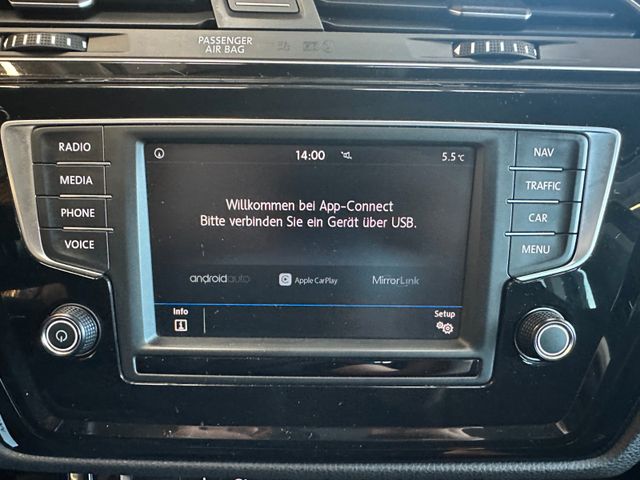 PASSENGER
AIR BAG
RADIO
MEDIA
PHONE
VOICE
14:00
5.5°C
Willkommen bei App-Connect
Bitte verbinden Sie ein Gerät über USB.
androidauto
Apple CarPlay
MirrorLink
Info
Setup
NAV
TRAFFIC
CAR
MENU